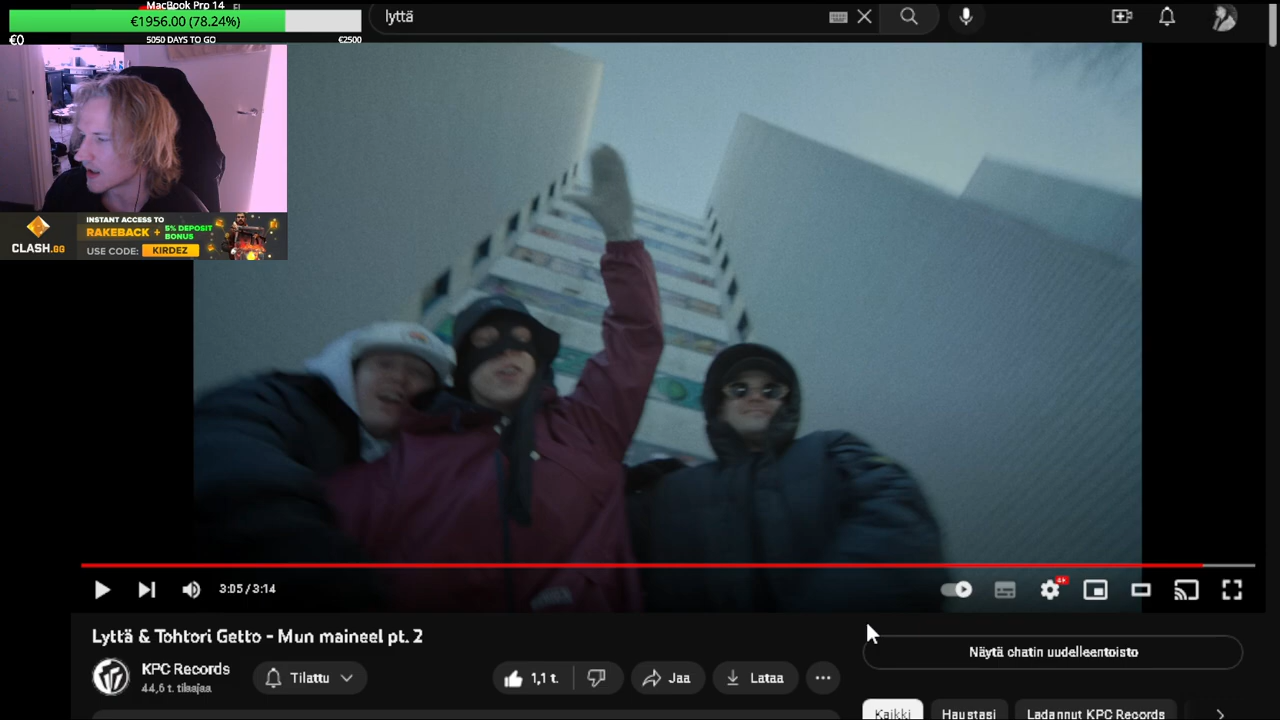 MacBook Pro 14
€1956.00 (78.24%)
€0
5050 DAYS TO GO
€2500
lyttä
INSTANT ACCESS TO
RAKEBACK + 5% DEPOSIT BONUS
CLASH.GG
USE CODE: KIRDEZ
3:05 / 3:14
Lyttä & Tohtori Getto - Mun maineel pt. 2
KPC Records
44,6 t. tilaajaa
Tilattu
1,1 t.
Jaa
Lataa
Näytä chatin uudelleentoisto
Kaikki
Haustasi
Ladannut KPC Records